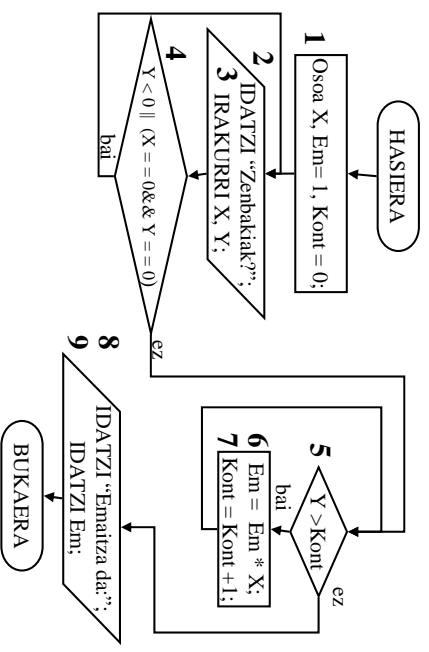 HASIERA
1
Osoa X, Em= 1, Kont = 0;
2
IDATZI “Zenbakiak?”;
3
IRAKURRI X, Y;
4
Y < 0 || (X = = 0&& Y = = 0)
bai
ez
5
Y >Kont
ez
bai
6
Em = Em * X;
7
Kont = Kont +1;
8
IDATZI “Emaitza da:”;
9
IDATZI Em;
BUKAERA